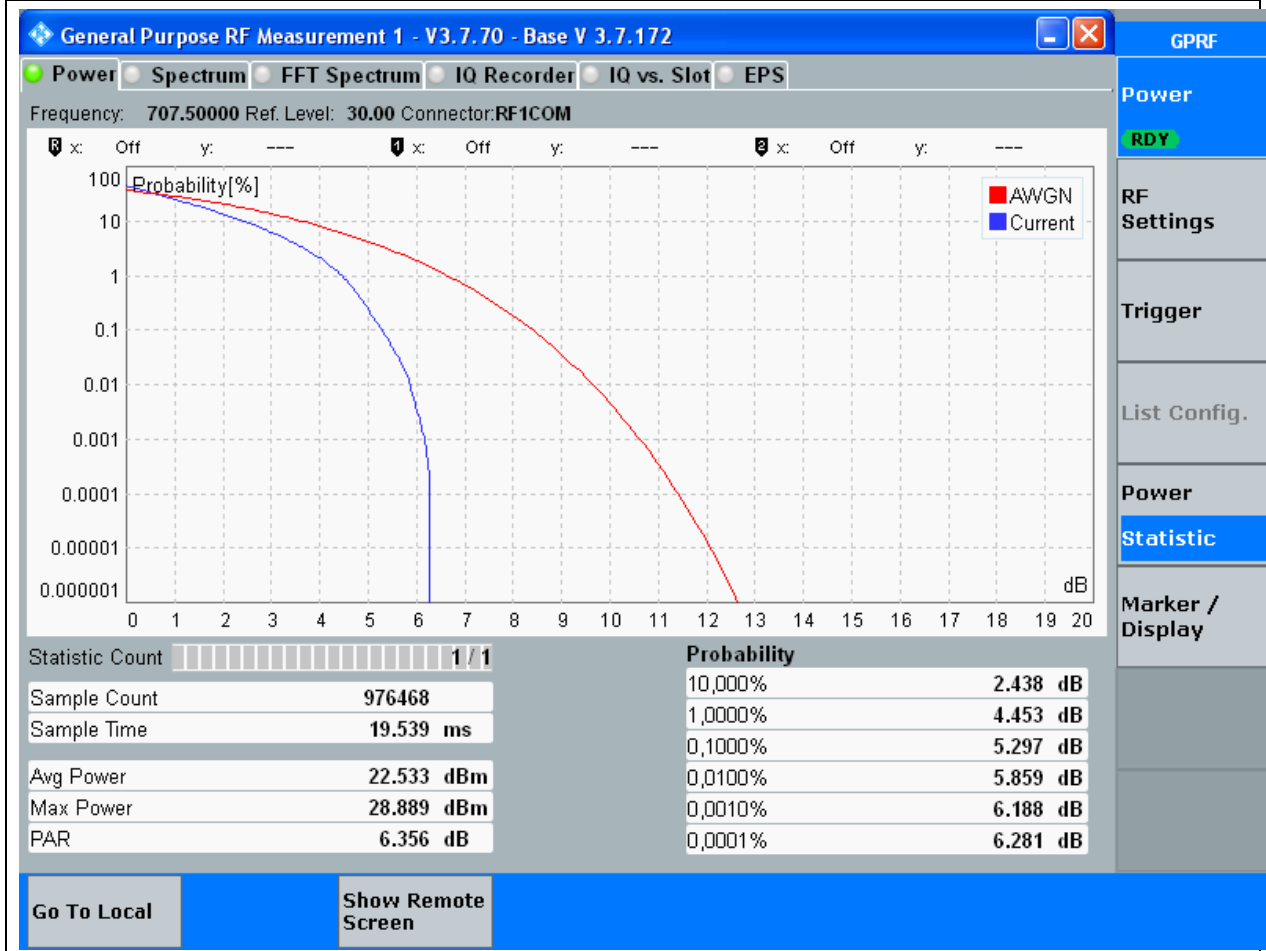 General Purpose RF Measurement 1 - V3.7.70 - Base V 3.7.172
GPRF
Power Spectrum FFT Spectrum IQ Recorder IQ vs. Slot EPS
Frequency: 707.50000 Ref. Level: 30.00 Connector:RF1COM
R x: Off y: --- 1 x: Off y: --- 2 x: Off y: ---
Probability[%]
AWGN
Current
100
10
1
0.1
0.01
0.001
0.0001
0.00001
0.000001
dB
0 1 2 3 4 5 6 7 8 9 10 11 12 13 14 15 16 17 18 19 20
Statistic Count 1 / 1
Sample Count 976468
Sample Time 19.539 ms
Avg Power 22.533 dBm
Max Power 28.889 dBm
PAR 6.356 dB
Probability
10,000% 2.438 dB
1,0000% 4.453 dB
0,1000% 5.297 dB
0,0100% 5.859 dB
0,0010% 6.188 dB
0,0001% 6.281 dB
Power
RDY
RF
Settings
Trigger
List Config.
Power
Statistic
Marker /
Display
Go To Local
Show Remote
Screen